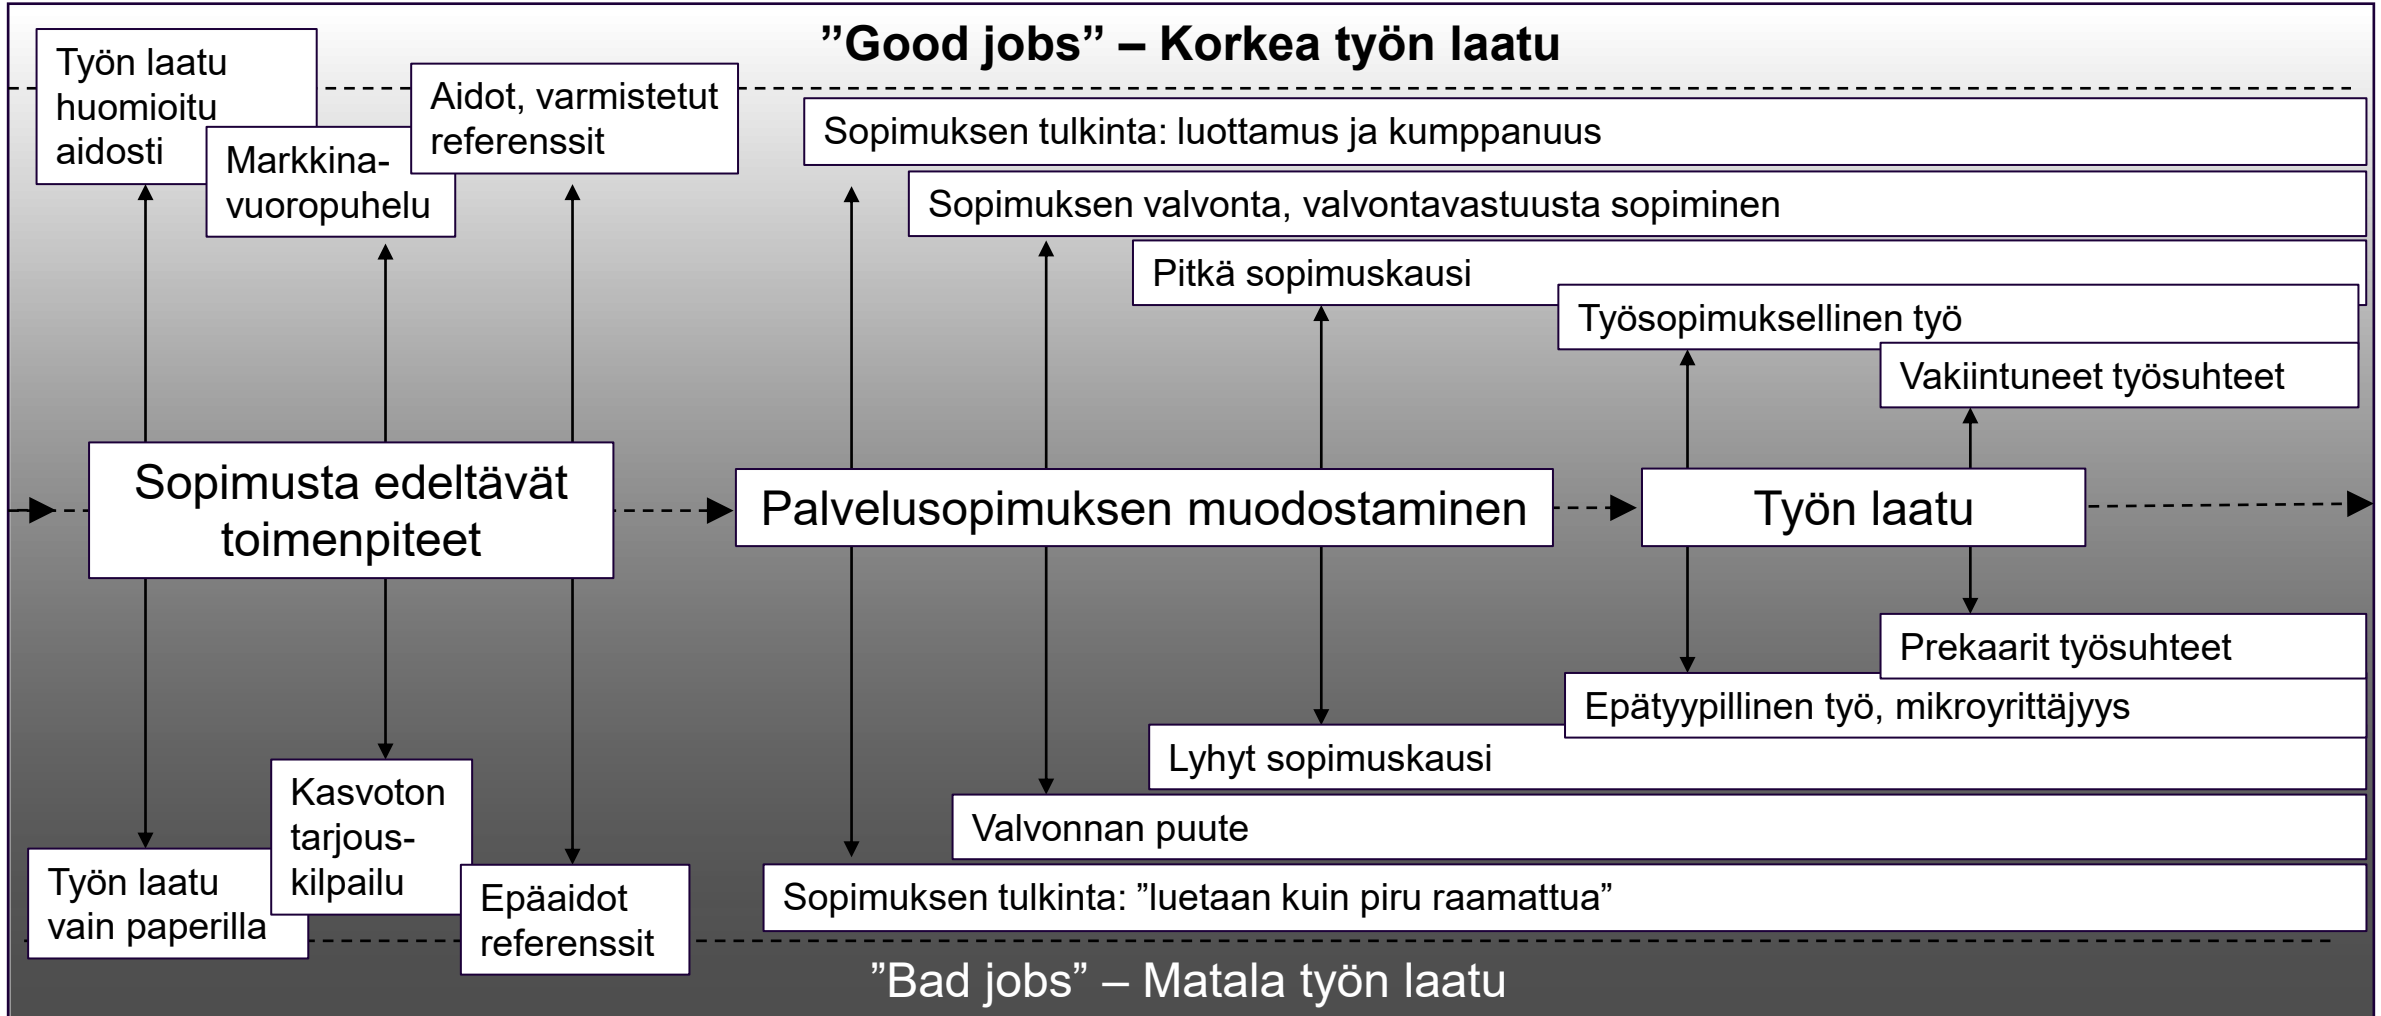 ”Good jobs” – Korkea työn laatu
Työn laatu
huomioitu
aidosti
Markkina-
vuoropuhelu
Aidot, varmistetut
referenssit
Sopimuksen tulkinta: luottamus ja kumppanuus
Sopimuksen valvonta, valvontavastuusta sopiminen
Pitkä sopimuskausi
Työsopimuksellinen työ
Vakiintuneet työsuhteet
Sopimusta edeltävät
toimenpiteet
Palvelusopimuksen muodostaminen
Työn laatu
Prekaarit työsuhteet
Epätyypillinen työ, mikroyrittäjyys
Lyhyt sopimuskausi
Valvonnan puute
Sopimuksen tulkinta: ”luetaan kuin piru raamattua”
Kasvoton
tarjous-
kilpailu
Työn laatu
vain paperilla
Epäaidot
referenssit
”Bad jobs” – Matala työn laatu